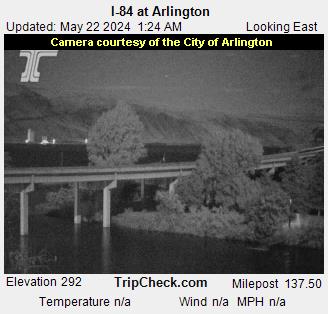 I-84 at Arlington
Updated: May 22 2024 1:24 AM Looking East
Camera courtesy of the City of Arlington
Elevation 292 TripCheck.com Milepost 137.50
Temperature n/a Wind n/a MPH n/a